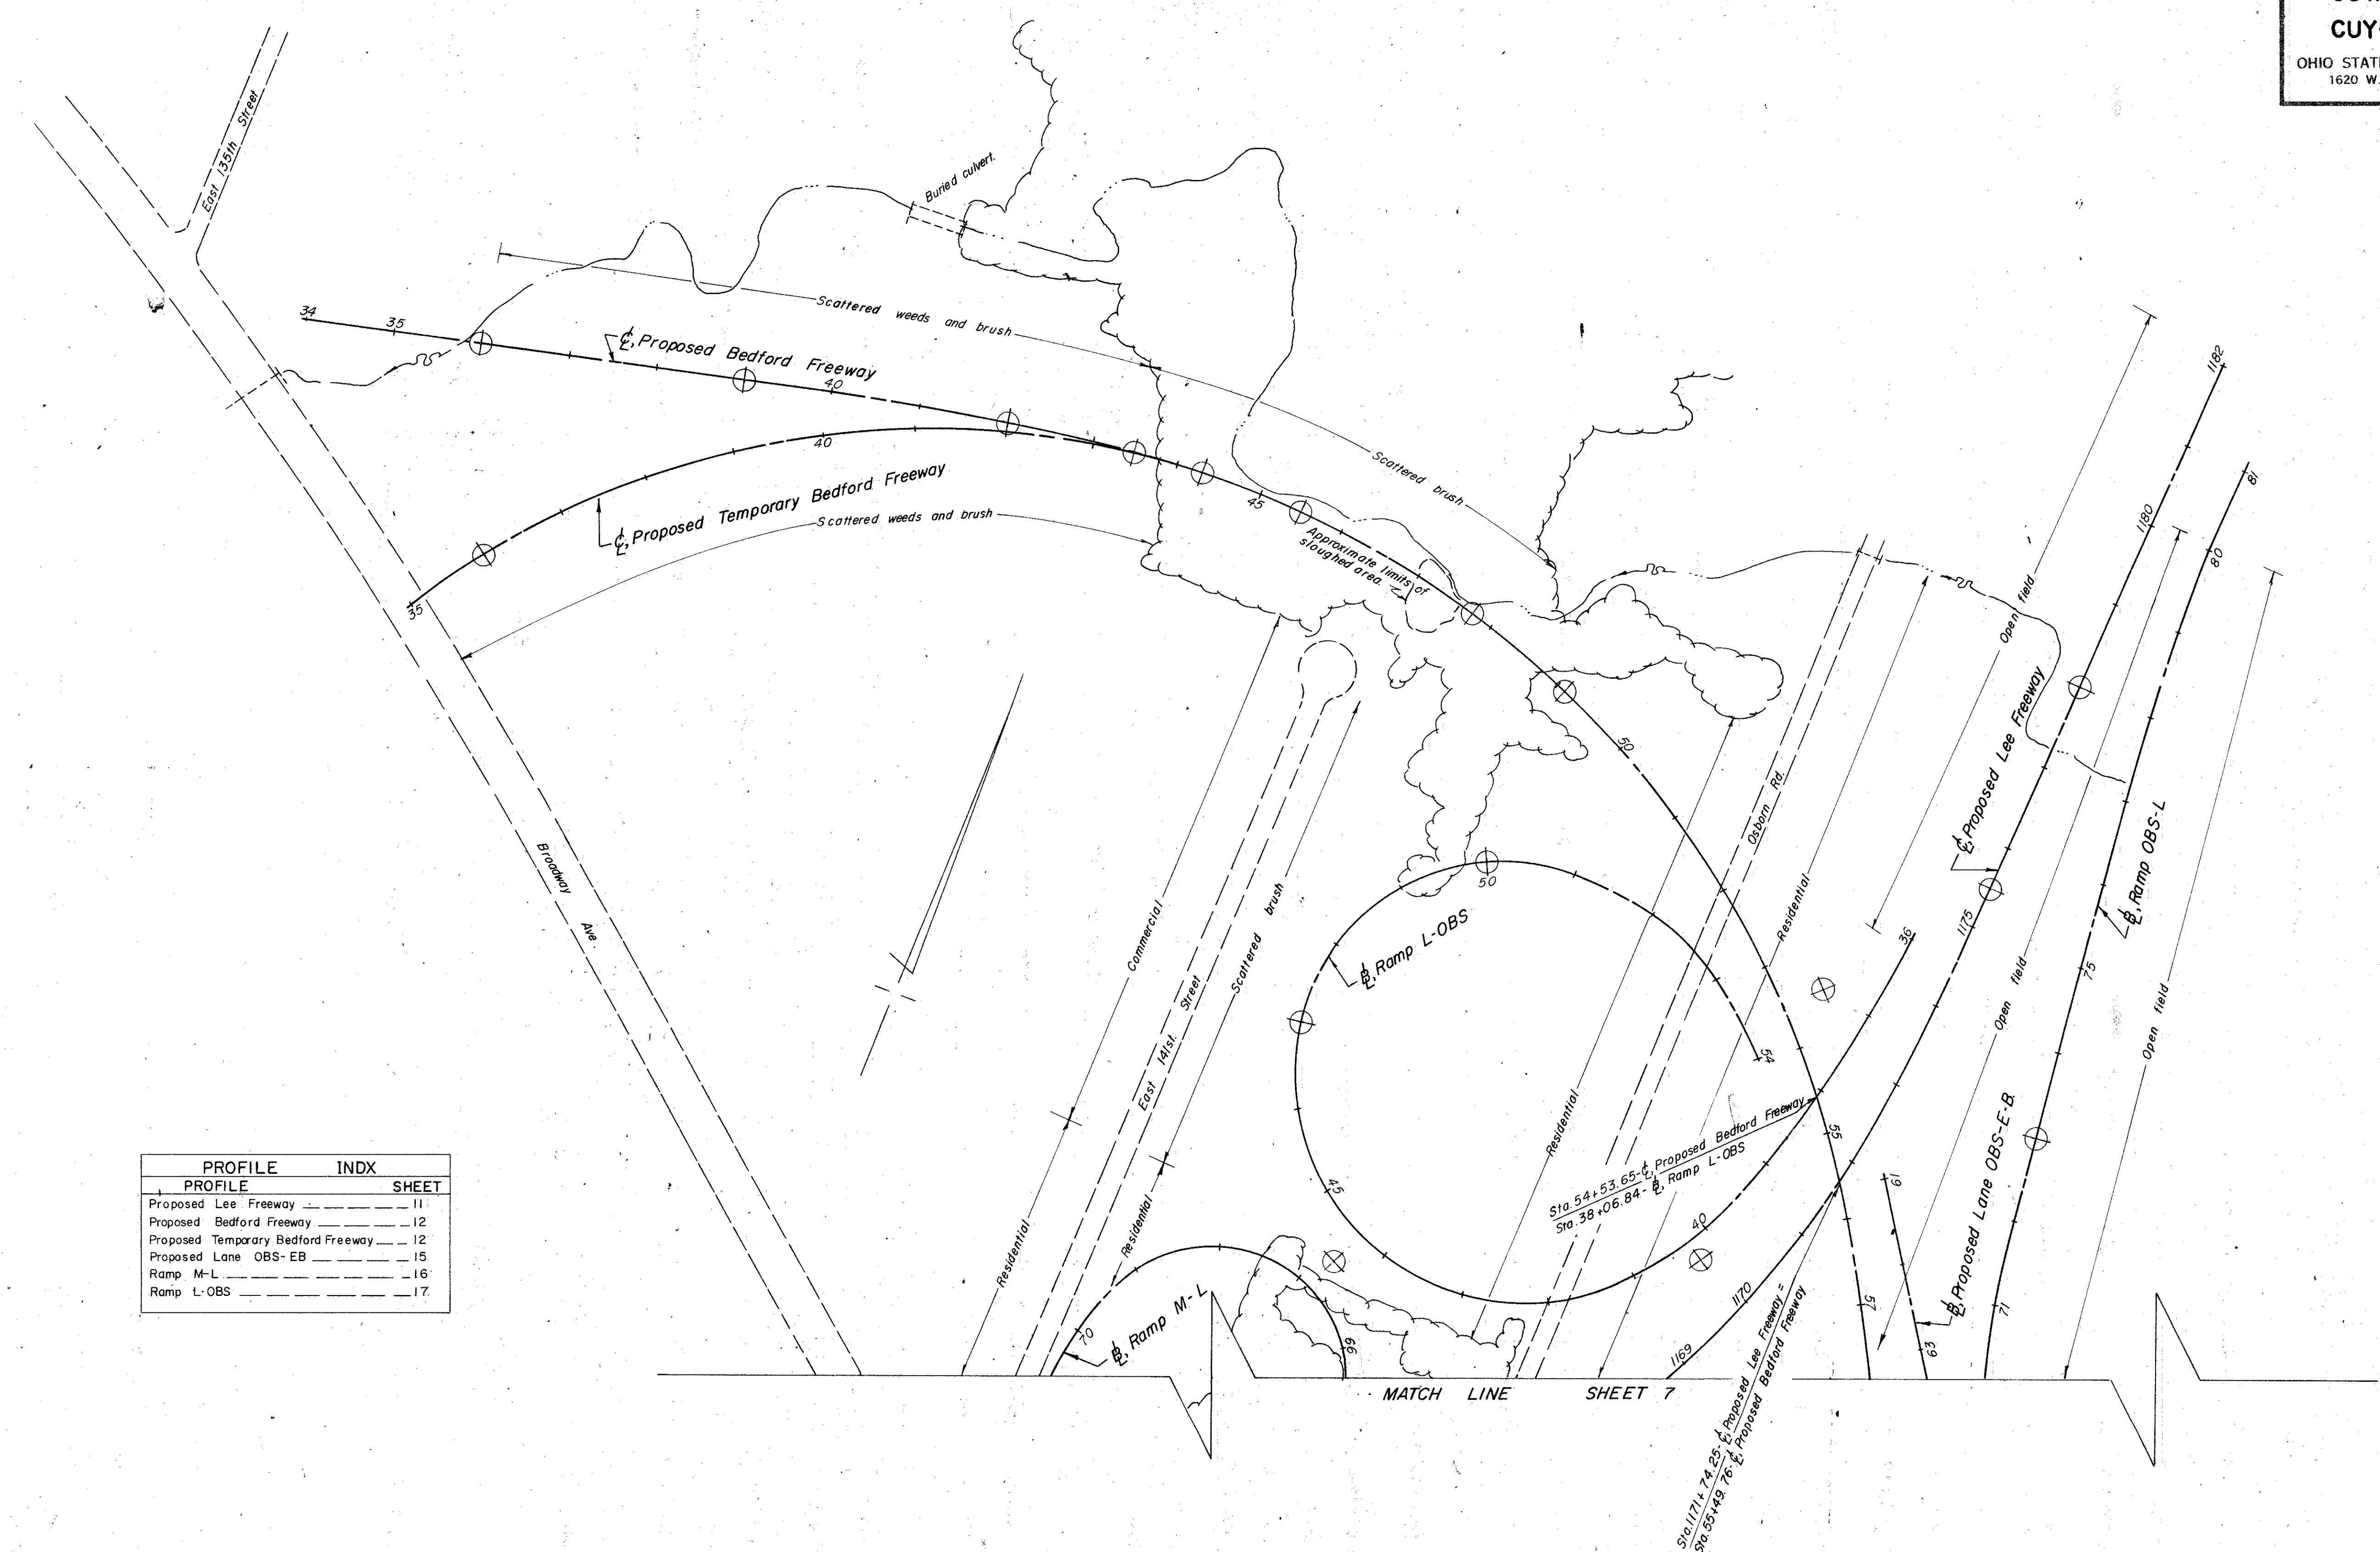 CUY
OHIO STAT
1620 W.
East 135th Street
Buried culvert.
Scattered weeds and brush
34
35
℄, Proposed Bedford Freeway
40
40
℄, Proposed Temporary Bedford Freeway
Scattered weeds and brush
35
45
Scattered brush
Approximate limits of
sloughed area.
50
1182
81
1180
80
Open field
℄, Proposed Lee Freeway
Osborn Rd.
Broadway Ave.
Commercial
East 141st. Street
Scattered brush
50
℄, Ramp L-OBS
Residential
36
1175
Open field
75
℄, Ramp OBS-L
Open field
54
Residential
Sta. 54+53.65-℄, Proposed Bedford Freeway
Sta. 38+06.84-℄, Ramp L-OBS
55
61
45
40
Residential
Residential
70
℄, Ramp M-L
66
1170
1169
57
63
℄, Proposed Lane OBS-E-B.
71
MATCH LINE SHEET 7
Sta. 1171+74.25-℄, Proposed Lee Freeway =
Sta. 55+49.76-℄, Proposed Bedford Freeway
PROFILE INDX
PROFILE SHEET
Proposed Lee Freeway 11
Proposed Bedford Freeway 12
Proposed Temporary Bedford Freeway 12
Proposed Lane OBS-EB 15
Ramp M-L 16
Ramp L-OBS 17